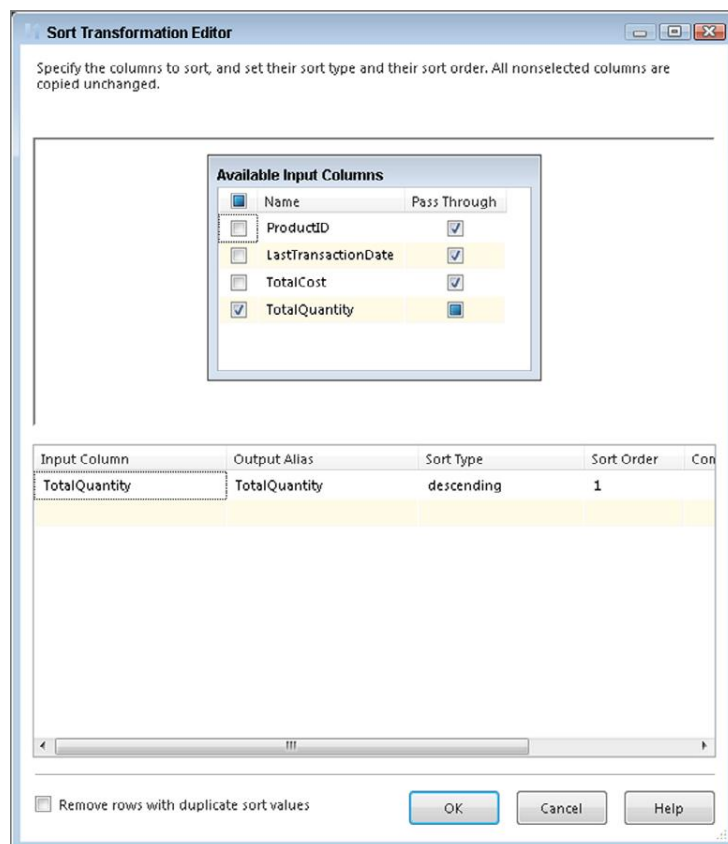 Sort Transformation Editor
Specify the columns to sort, and set their sort type and their sort order. All nonselected columns are
copied unchanged.
Available Input Columns
Name Pass Through
ProductID
LastTransactionDate
TotalCost
TotalQuantity
Input Column Output Alias Sort Type Sort Order Con
TotalQuantity TotalQuantity descending 1
Remove rows with duplicate sort values OK Cancel Help